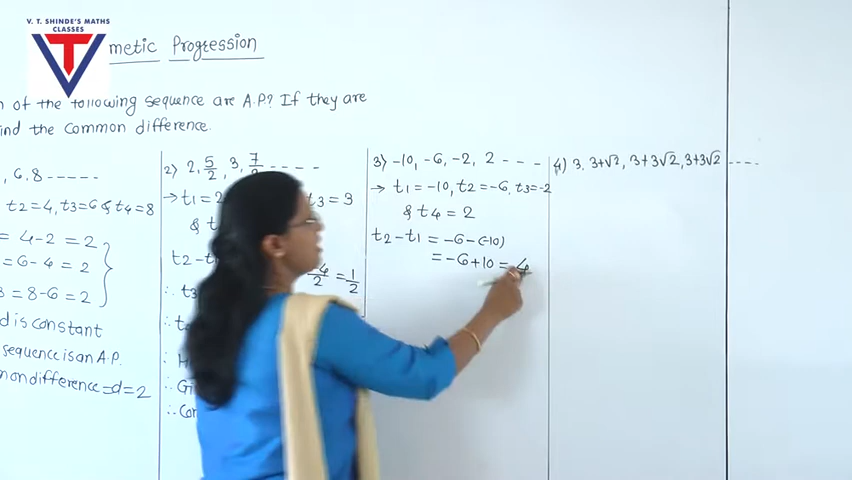 V. T. SHINDE'S MATHS
CLASSES
metic Progression
of the following sequence are A.P? If they are
ind the common difference.
, 6.8 -----
t2 = 4, t3 = 6 & t4 = 8
= 4 - 2 = 2
= 6 - 4 = 2
= 8 - 6 = 2
d is constant
sequence is an A.P.
mon difference = d = 2
2) 2, 5/2, 3, 7/ ----
→ t1 = 2 t3 = 3
& t
t2 - t 4/2 = 1/2
∴ t3
∴ t
∴ H
∴ Gi
∴ Co
3) -10, -6, -2, 2 - - - -
→ t1 = -10, t2 = -6, t3 = -2
& t4 = 2
t2 - t1 = -6 - (-10)
= -6 + 10 = 4
4) 3, 3+√2, 3+3√2, 3+3√2 ----